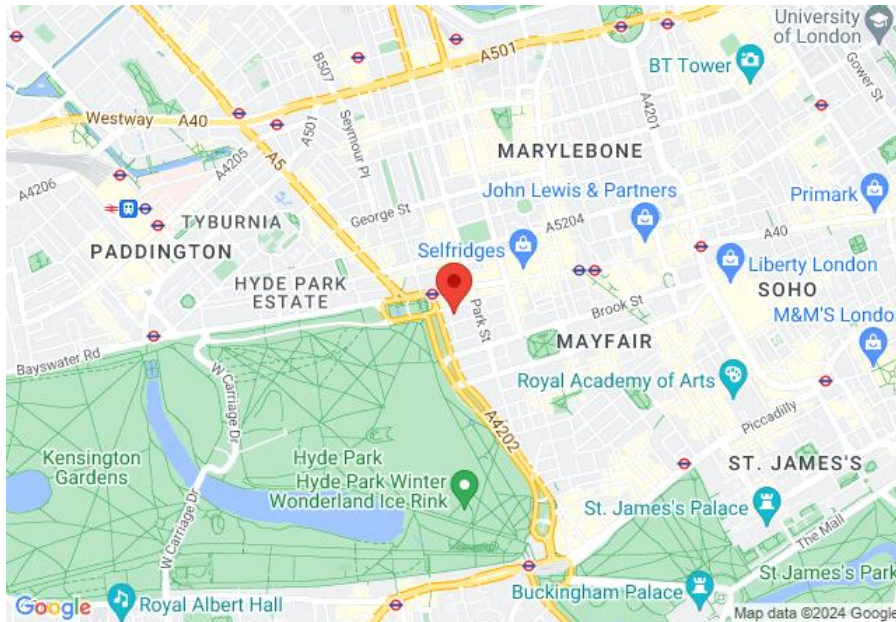 University
of London
B507
A501
BT Tower
Gower St
Westway
A40
A501
Seymour Pl
A4201
A4205
A5
MARYLEBONE
A4206
John Lewis & Partners
Primark
TYBURNIA
George St
A5204
A40
PADDINGTON
Selfridges
Liberty London
HYDE PARK
ESTATE
SOHO
Park St
Brook St
M&M'S London
MAYFAIR
Bayswater Rd
W Carriage Dr
Royal Academy of Arts
A4202
Piccadilly
Kensington
Gardens
Hyde Park
Hyde Park Winter
Wonderland Ice Rink
ST. JAMES'S
W Carriage Dr
St. James's Palace
The Mall
St James's Park
Buckingham Palace
Google
Royal Albert Hall
Map data ©2024 Google